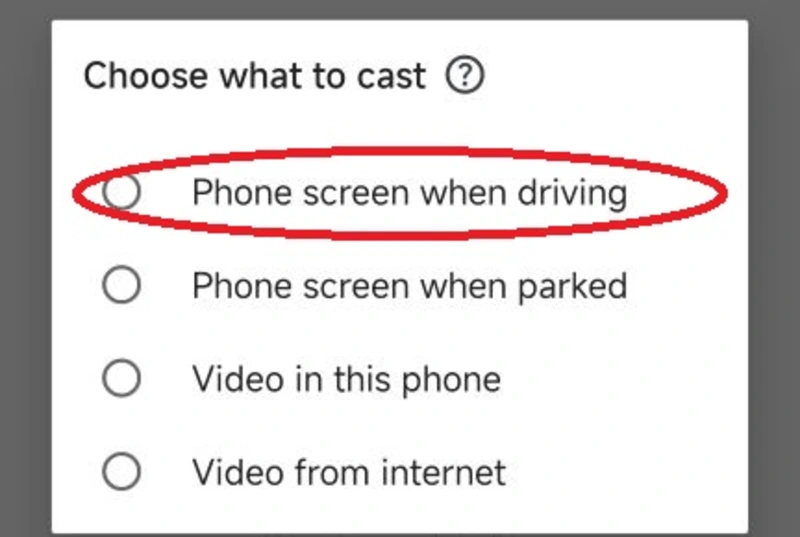 Choose what to cast ?
Phone screen when driving
Phone screen when parked
Video in this phone
Video from internet